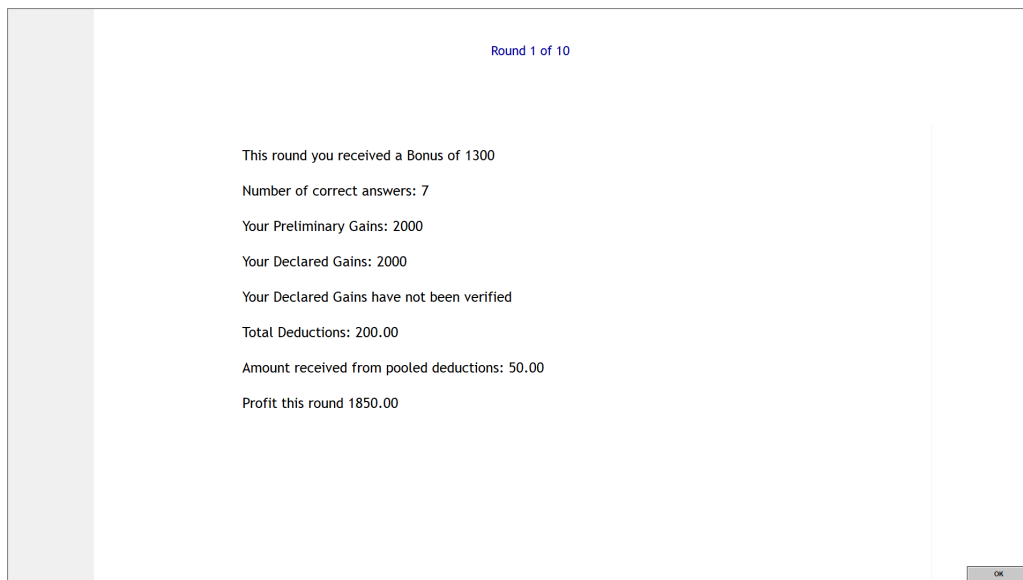 Round 1 of 10
This round you received a Bonus of 1300
Number of correct answers: 7
Your Preliminary Gains: 2000
Your Declared Gains: 2000
Your Declared Gains have not been verified
Total Deductions: 200.00
Amount received from pooled deductions: 50.00
Profit this round 1850.00
OK